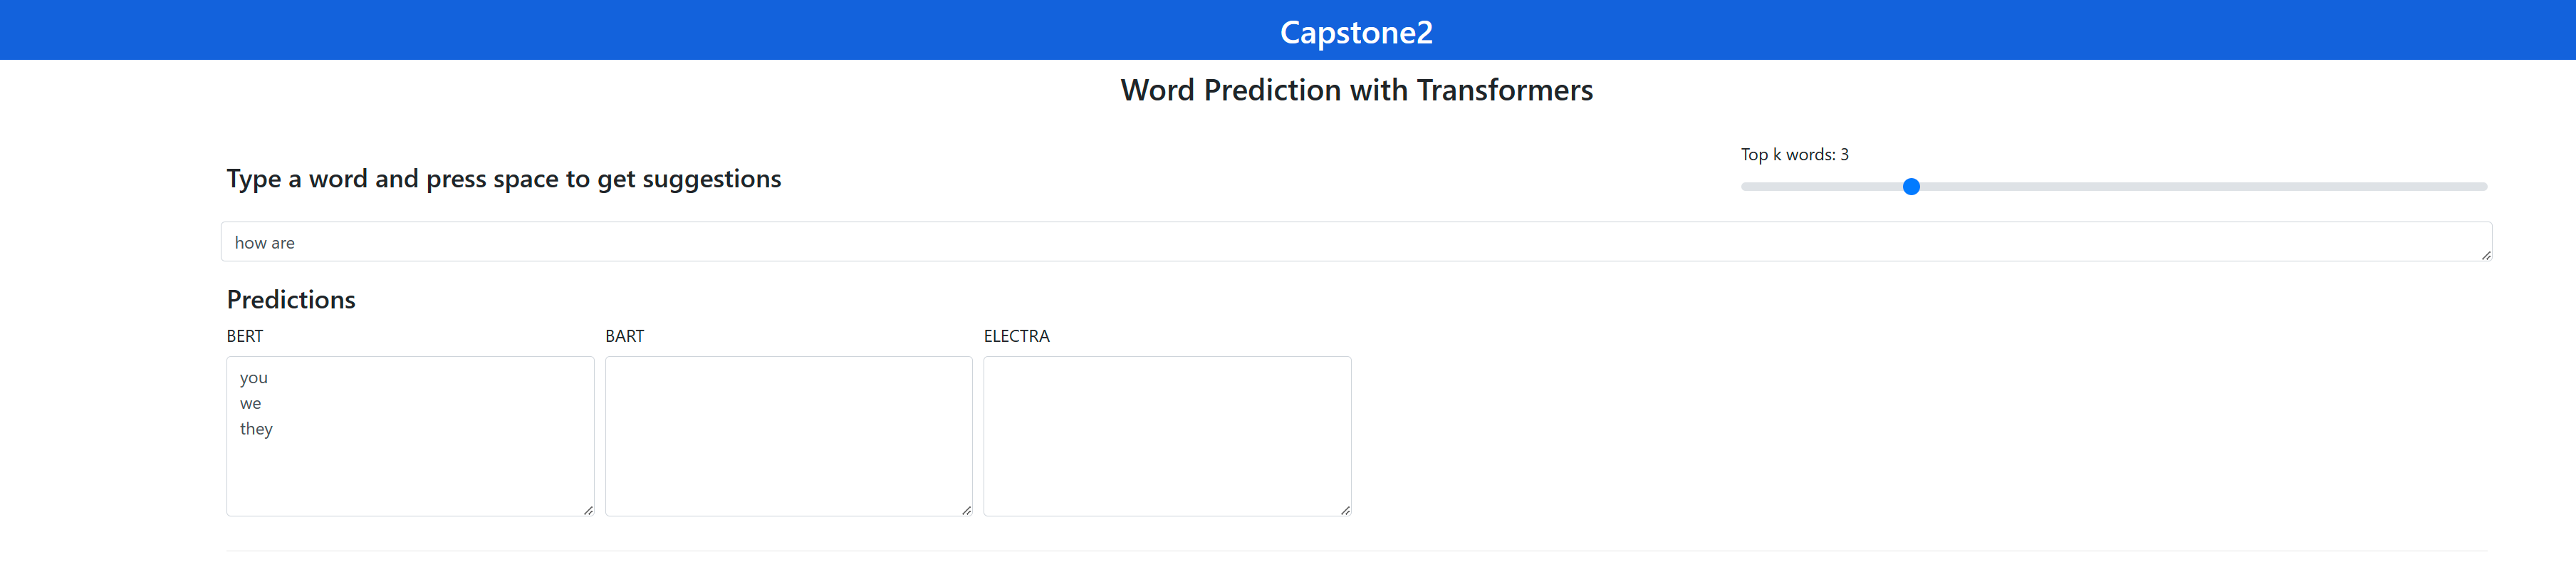 Capstone2
Word Prediction with Transformers
Top k words: 3
Type a word and press space to get suggestions
how are
Predictions
BERT
BART
ELECTRA
you
we
they